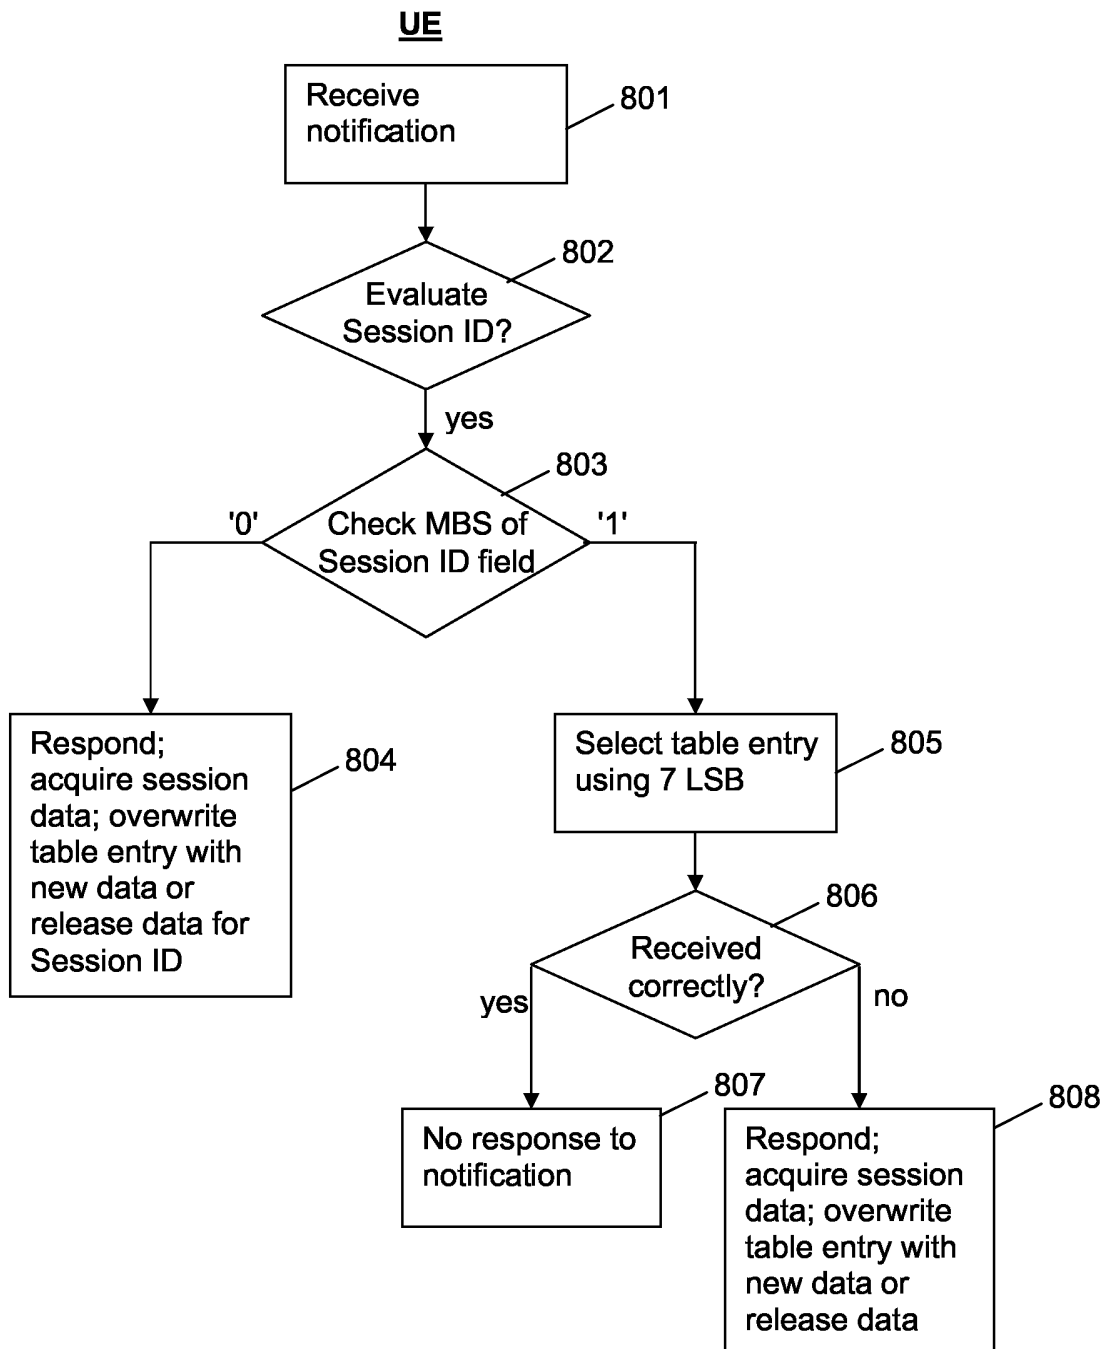 UE
Receive
notification
801
802
Evaluate
Session ID?
yes
803
'0'
Check MBS of
Session ID field
'1'
Respond;
acquire session
data; overwrite
table entry with
new data or
release data for
Session ID
804
Select table entry
using 7 LSB
805
806
Received
correctly?
yes
no
807
No response to
notification
808
Respond;
acquire session
data; overwrite
table entry with
new data or
release data